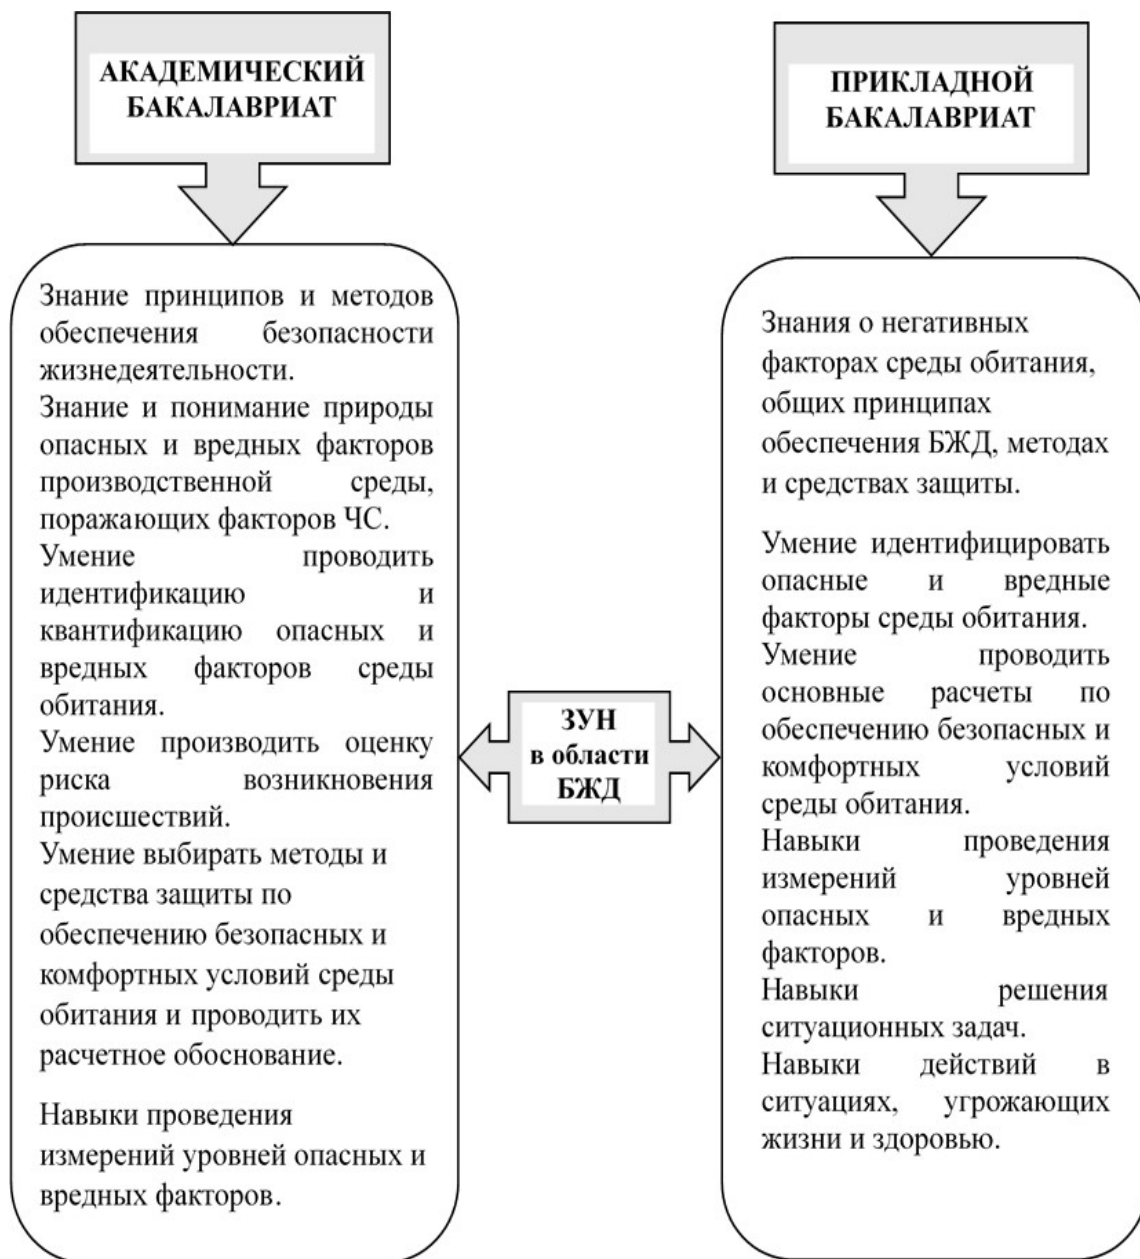 АКАДЕМИЧЕСКИЙ
БАКАЛАВРИАТ
Знание принципов и методов
обеспечения безопасности
жизнедеятельности.
Знание и понимание природы
опасных и вредных факторов
производственной среды,
поражающих факторов ЧС.
Умение проводить
идентификацию и
квантификацию опасных и
вредных факторов среды
обитания.
Умение производить оценку
риска возникновения
происшествий.
Умение выбирать методы и
средства защиты по
обеспечению безопасных и
комфортных условий среды
обитания и проводить их
расчетное обоснование.
Навыки проведения
измерений уровней опасных и
вредных факторов.
ЗУН
в области
БЖД
ПРИКЛАДНОЙ
БАКАЛАВРИАТ
Знания о негативных
факторах среды обитания,
общих принципах
обеспечения БЖД, методах
и средствах защиты.
Умение идентифицировать
опасные и вредные
факторы среды обитания.
Умение проводить
основные расчеты по
обеспечению безопасных и
комфортных условий
среды обитания.
Навыки проведения
измерений уровней
опасных и вредных
факторов.
Навыки решения
ситуационных задач.
Навыки действий в
ситуациях, угрожающих
жизни и здоровью.